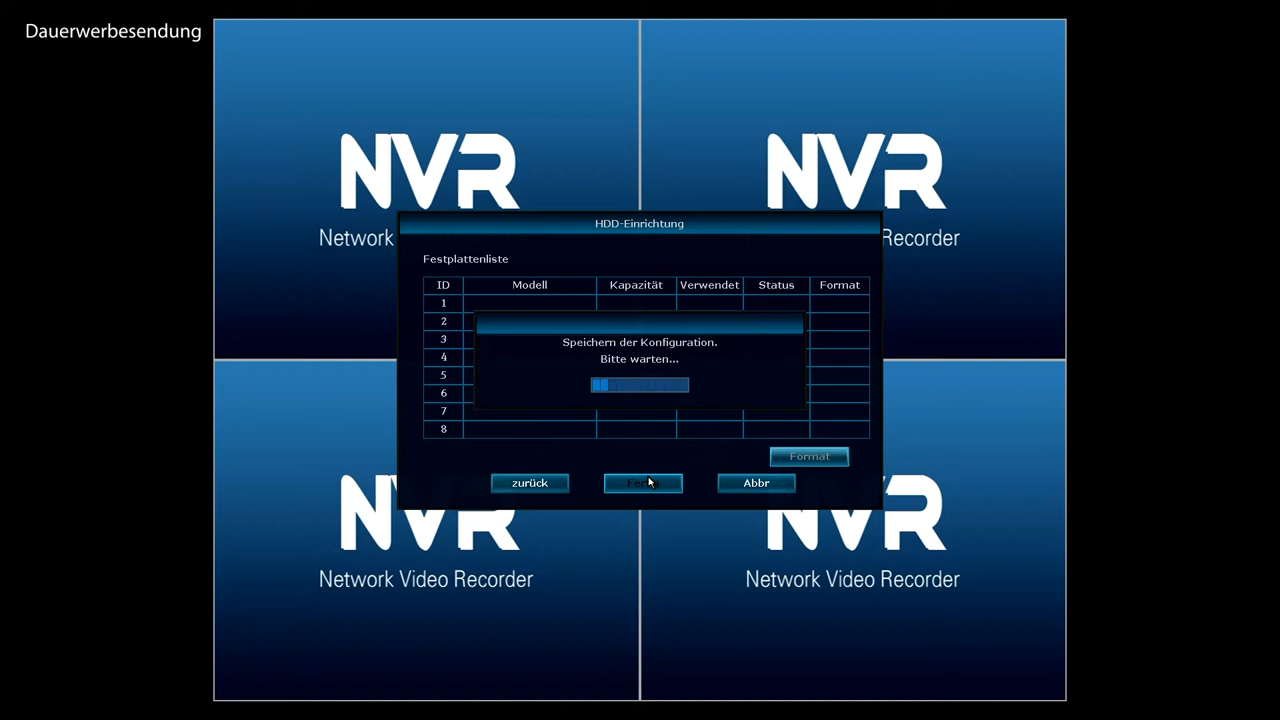 Dauerwerbesendung
NVR
NVR
Network
Recorder
HDD-Einrichtung
Festplattenliste
ID Modell Kapazität Verwendet Status Format
1
2
3
4
5
6
7
8
Speichern der Konfiguration.
Bitte warten...
Format
zurück
Abbr
NVR
NVR
Network Video Recorder
Network Video Recorder